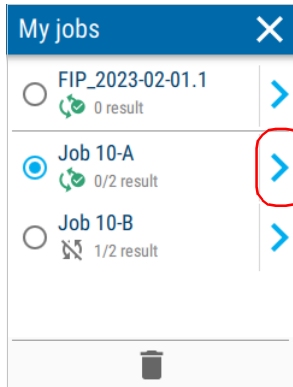 My jobs
FIP_2023-02-01.1
0 result
Job 10-A
0/2 result
Job 10-B
1/2 result